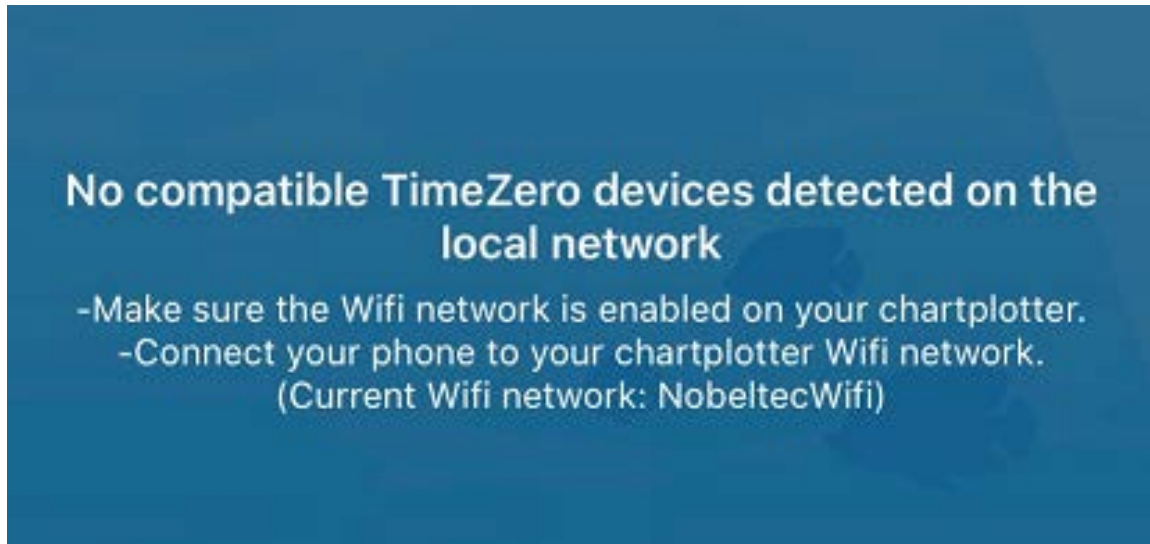 No compatible TimeZero devices detected on the
local network
-Make sure the Wifi network is enabled on your chartplotter.
-Connect your phone to your chartplotter Wifi network.
(Current Wifi network: NobeltecWifi)